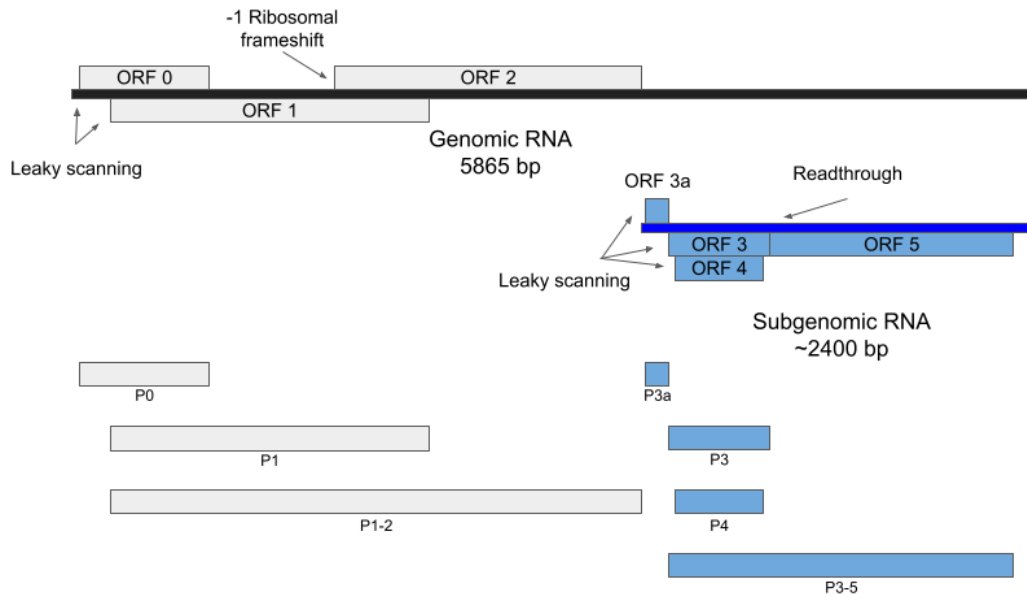 -1 Ribosomal
frameshift
ORF 0
ORF 2
ORF 1
Leaky scanning
Genomic RNA
5865 bp
ORF 3a
Readthrough
ORF 3
ORF 5
ORF 4
Leaky scanning
Subgenomic RNA
~2400 bp
P0
P3a
P1
P3
P1-2
P4
P3-5